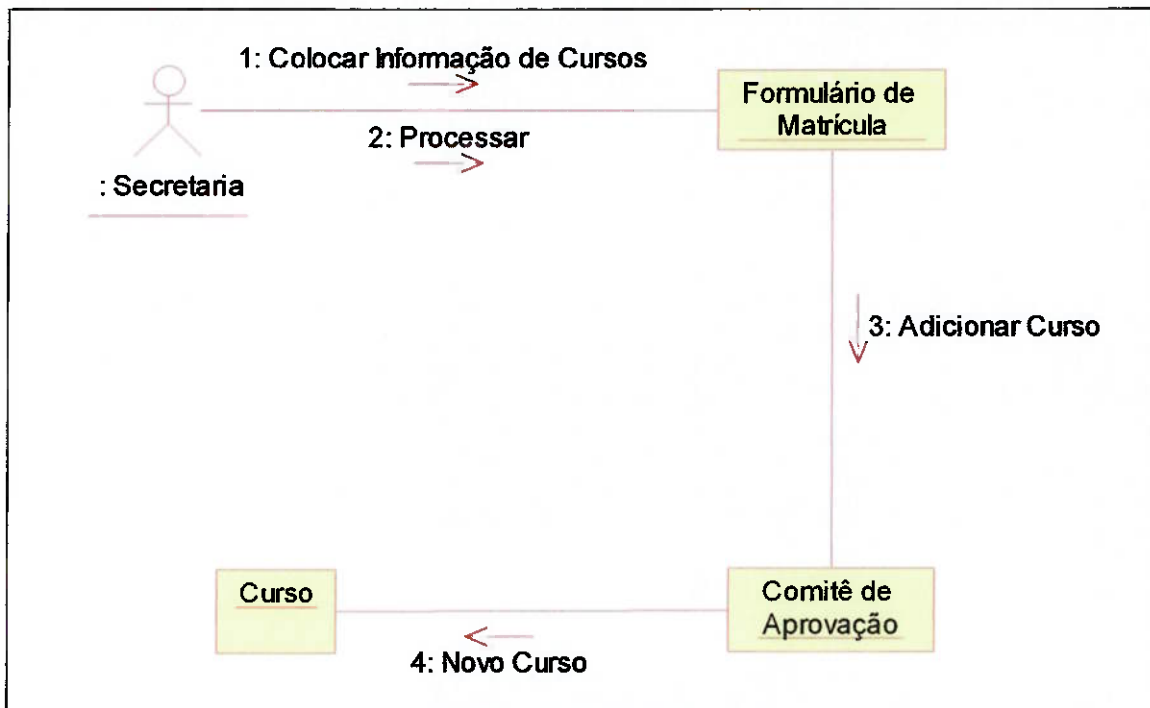 1: Colocar Informação de Cursos
Formulário de
Matrícula
2: Processar
: Secretaria
3: Adicionar Curso
Curso
Comitê de
Aprovação
4: Novo Curso